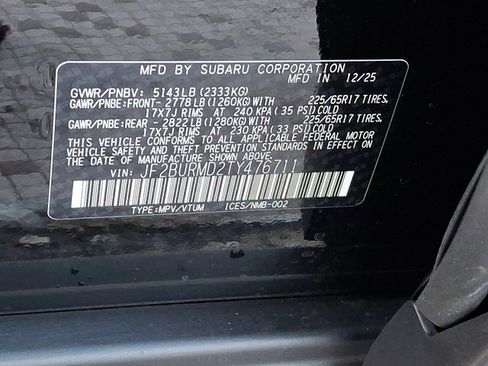 MFD BY SUBARU CORPORATION
MFD IN JAPAN IN 12/25
GVWR/PNBV: 5143LB (2333KG)
GAWR/PNBE:FRONT-2778LB(1260KG)WITH 225/65R17 TIRES,
17X7J RIMS AT 240 KPA(35 PSI)COLD
GAWR/PNBE:REAR -2822LB(1280KG)WITH 225/65R17 TIRES,
17X7J RIMS AT 230 KPA(33 PSI)COLD
THIS VEHICLE CONFORMS TO ALL APPLICABLE FEDERAL MOTOR
VEHICLE SAFETY AND THEFT PREVENTION STANDARDS IN
EFFECT ON THE DATE OF MANUFACTURE SHOWN ABOVE.
VIN: JF2BURMD2TY476711
TYPE:MPV/VTUM ICES/NMB-002